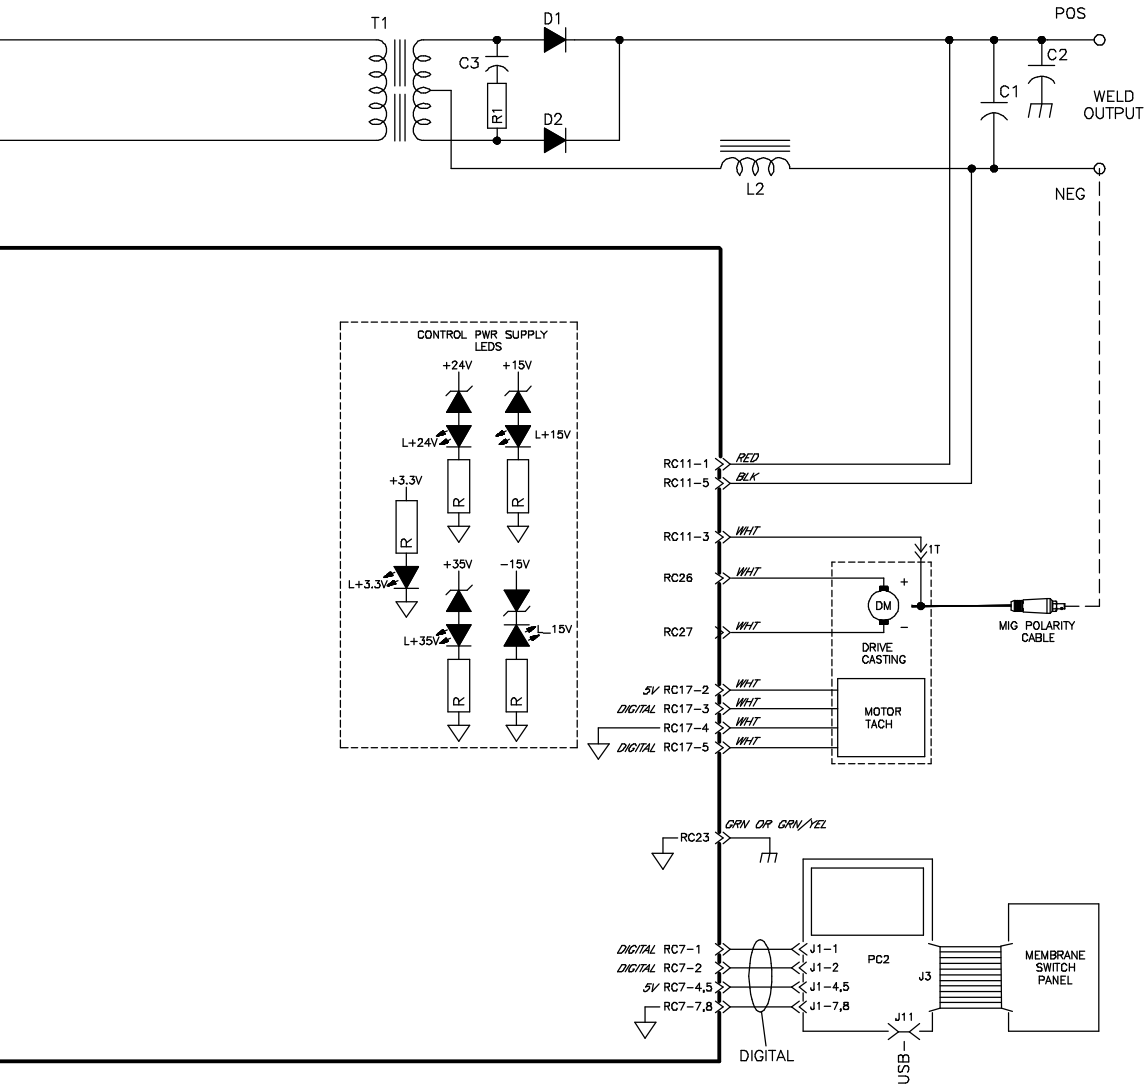 T1
D1
POS
C3
C2
C1
R1
WELD
OUTPUT
D2
L2
NEG
CONTROL PWR SUPPLY
LEDS
+24V
+15V
L+24V
L+15V
R
R
+3.3V
R
L+3.3V
+35V
-15V
L+35V
L_15V
R
R
RC11-1
RED
RC11-5
BLK
RC11-3
WHT
1T
RC26
WHT
+
DM
-
RC27
WHT
MIG POLARITY
CABLE
DRIVE
CASTING
5V RC17-2
WHT
DIGITAL RC17-3
WHT
RC17-4
WHT
DIGITAL RC17-5
WHT
MOTOR
TACH
RC23
GRN OR GRN/YEL
DIGITAL RC7-1
J1-1
DIGITAL RC7-2
J1-2
5V RC7-4,5
J1-4,5
RC7-7,8
J1-7,8
PC2
J3
MEMBRANE
SWITCH
PANEL
J11
DIGITAL
USB